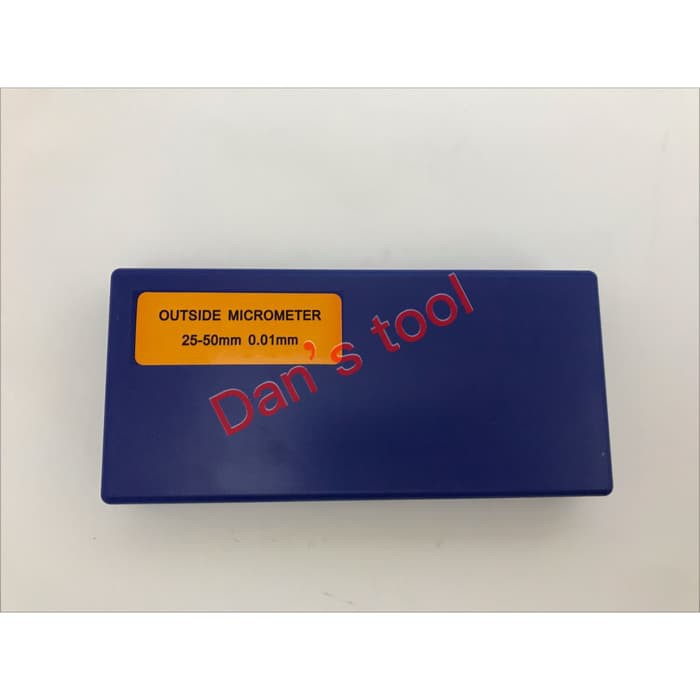 OUTSIDE MICROMETER
25-50mm 0.01mm
Dan's tool